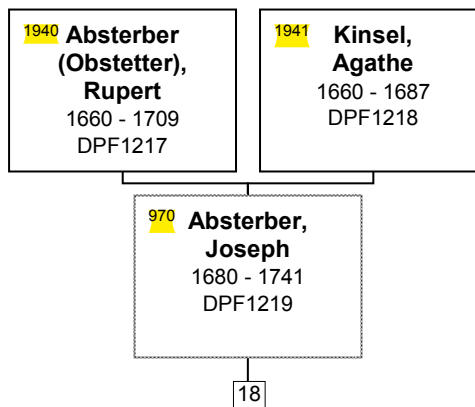 1940 Absterber
(Obstetter),
Rupert
1660 - 1709
DPF1217
1941 Kinsel,
Agathe
1660 - 1687
DPF1218
970 Absterber,
Joseph
1680 - 1741
DPF1219
18